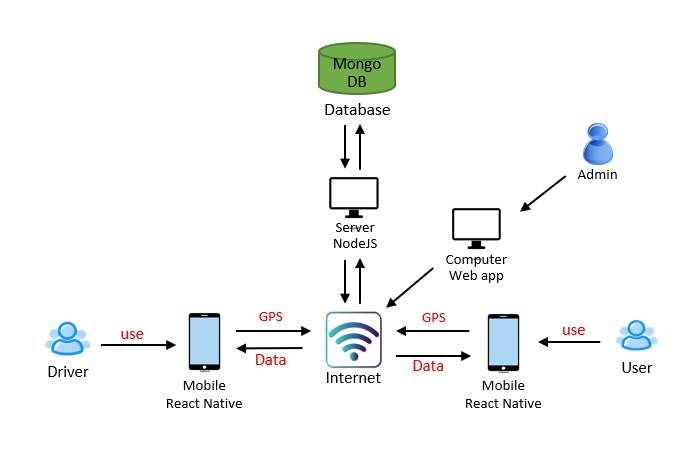 Mongo
DB
Database
Admin
Server
NodeJS
Computer
Web app
use
GPS
Data
Driver
Mobile
React Native
Internet
GPS
Data
use
User
Mobile
React Native